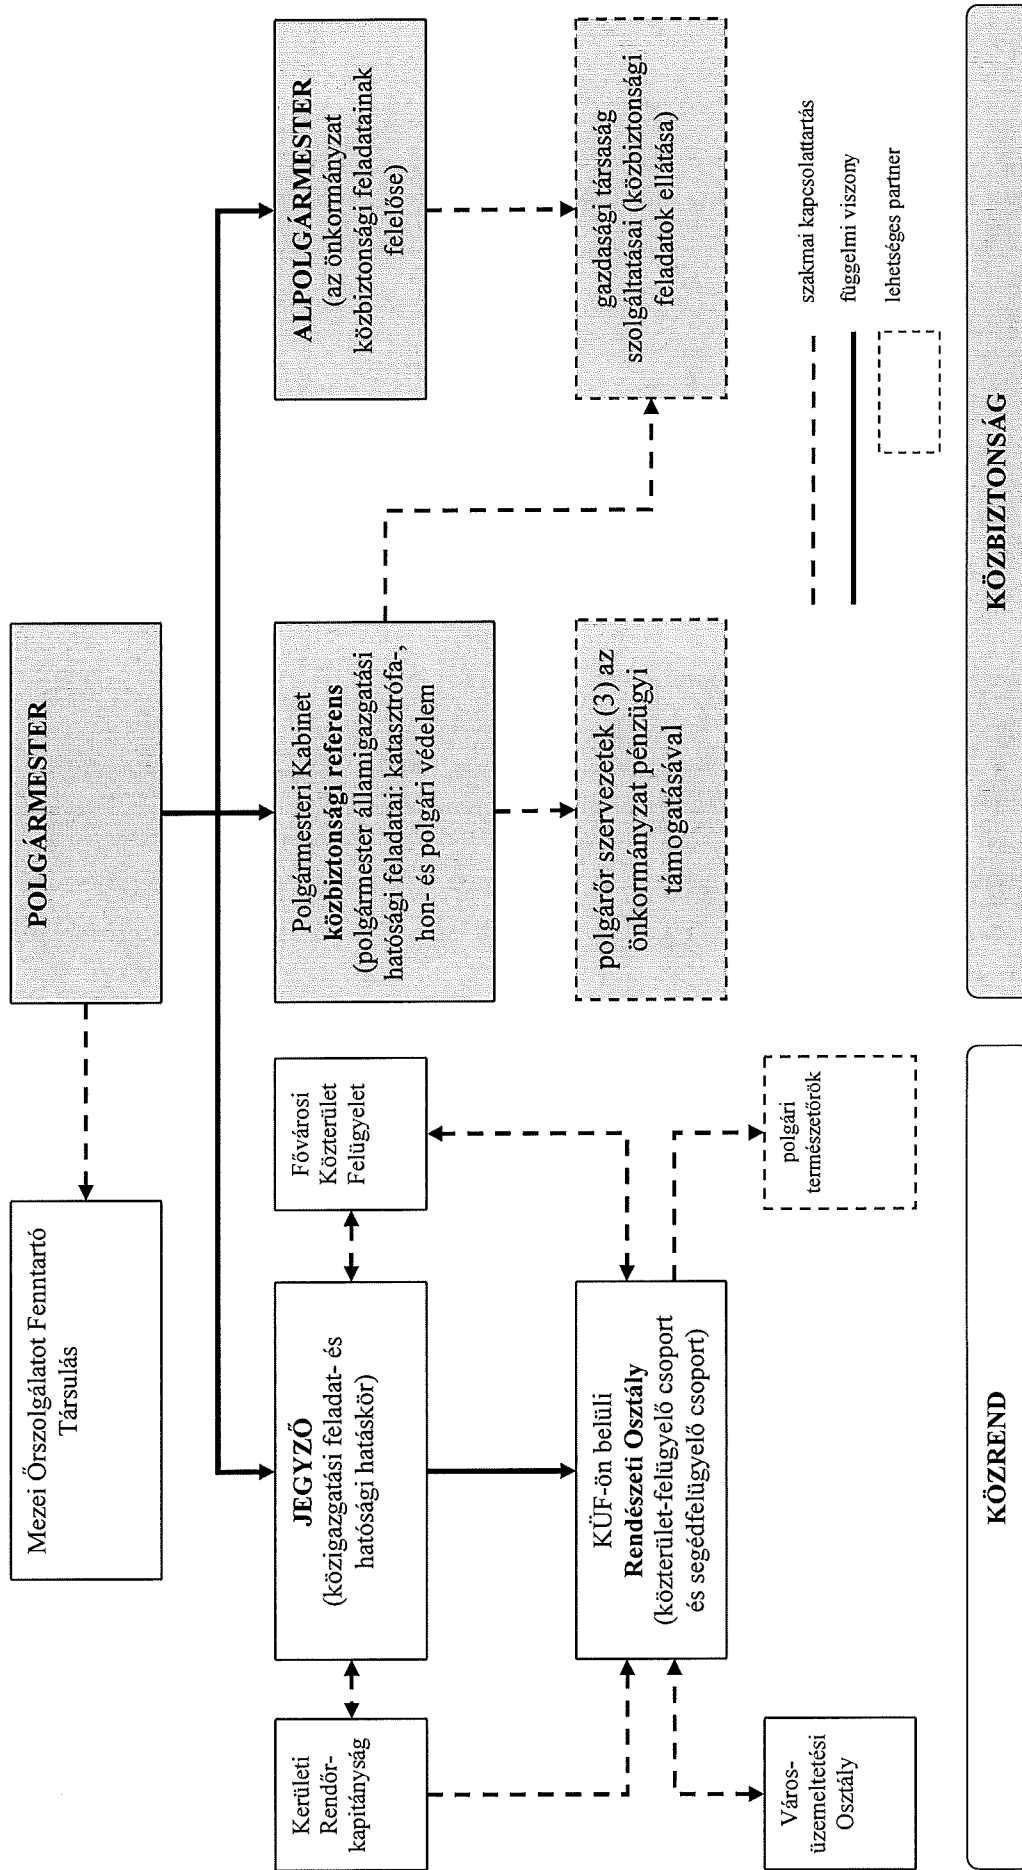 POLGÁRMESTER
Mezei Őrszolgálatot Fenntartó
Társulás
Kerületi
Rendőr-
kapitányság
JEGYZŐ
(közigazgatási feladat- és
hatósági hatáskör)
Fővárosi
Közterület
Felügyelet
Polgármesteri Kabinet
közbiztonsági referens
(polgármester államigazgatási
hatósági feladatai: katasztrófa-,
hon- és polgári védelem
ALPOLGÁRMESTER
(az önkormányzat
közbiztonsági feladatainak
felelőse)
KÜF-ön belüli
Rendészeti Osztály
(közterület-felügyelő csoport
és segédfelügyelő csoport)
polgárőr szervezetek (3) az
önkormányzat pénzügyi
támogatásával
gazdasági társaság
szolgáltatásai (közbiztonsági
feladatok ellátása)
Város-
üzemeltetési
Osztály
polgári
természetőrök
szakmai kapcsolattartás
függelmi viszony
lehetséges partner
KÖZREND
KÖZBIZTONSÁG